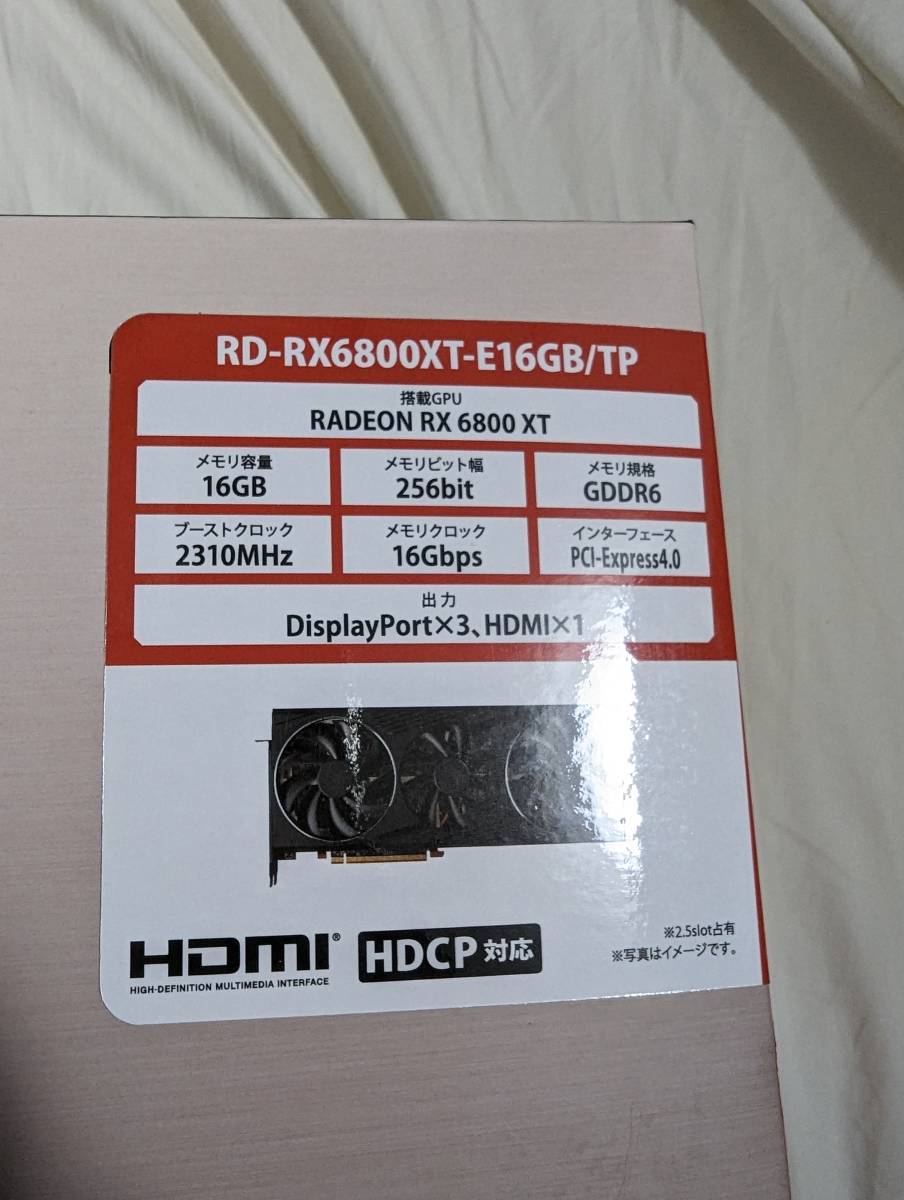 RD-RX6800XT-E16GB/TP
搭載GPU
RADEON RX 6800 XT
メモリ容量
16GB
メモリビット幅
256bit
メモリ規格
GDDR6
ブーストクロック
2310MHz
メモリクロック
16Gbps
インターフェース
PCI-Express4.0
出力
DisplayPort×3、HDMI×1
HDMI®
HIGH-DEFINITION MULTIMEDIA INTERFACE
HDCP 対応
※2.5slot占有
※写真はイメージです。